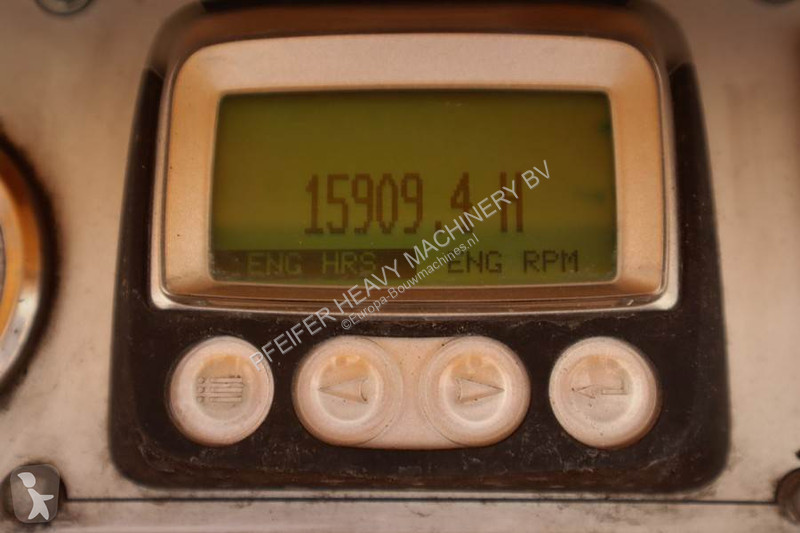 15909.4 H
ENG HRS ENG RPM
PFEIFER HEAVY MACHINERY BV
©Europa-Bouwmachines.nl